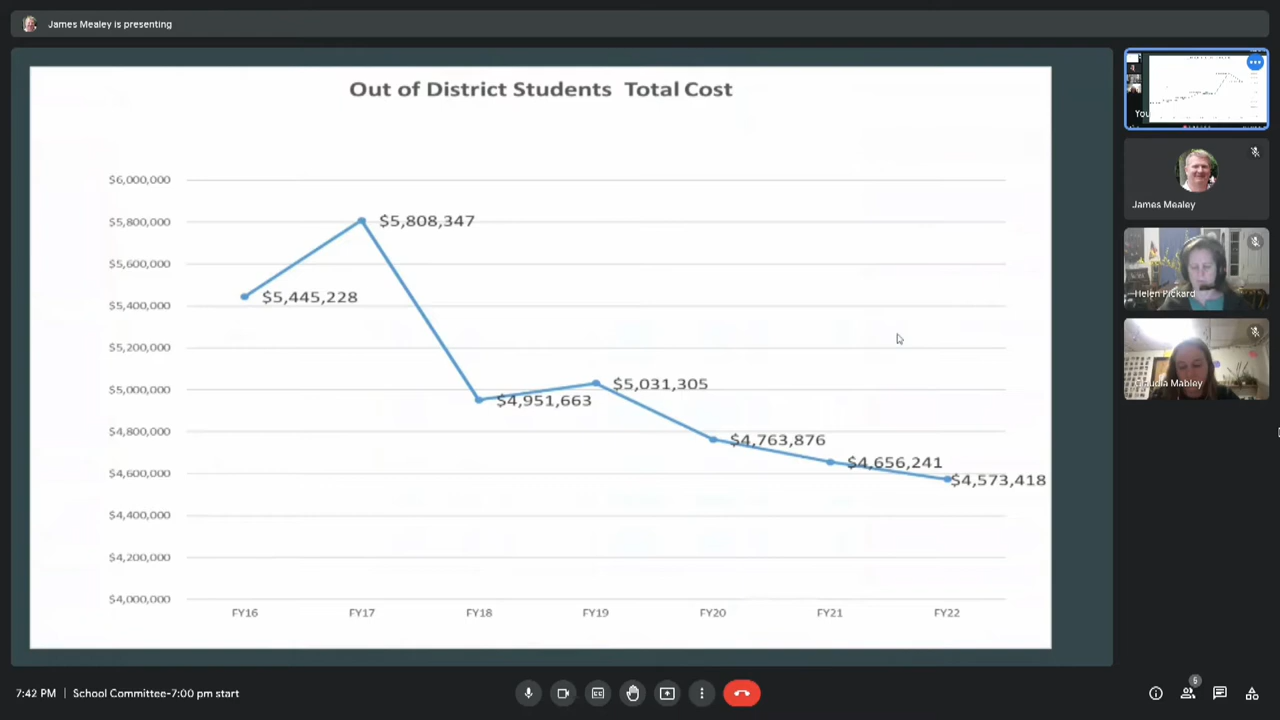 James Mealey is presenting
Out of District Students Total Cost
$6,000,000
$5,800,000
$5,808,347
$5,600,000
$5,400,000
$5,445,228
$5,200,000
$5,000,000
$5,031,305
$4,951,663
$4,800,000
$4,763,876
$4,656,241
$4,600,000
$4,573,418
$4,400,000
$4,200,000
$4,000,000
FY16 FY17 FY18 FY19 FY20 FY21 FY22
You
James Mealey
Helen Pickard
Claudia Mabley
7:42 PM | School Committee-7:00 pm start
5